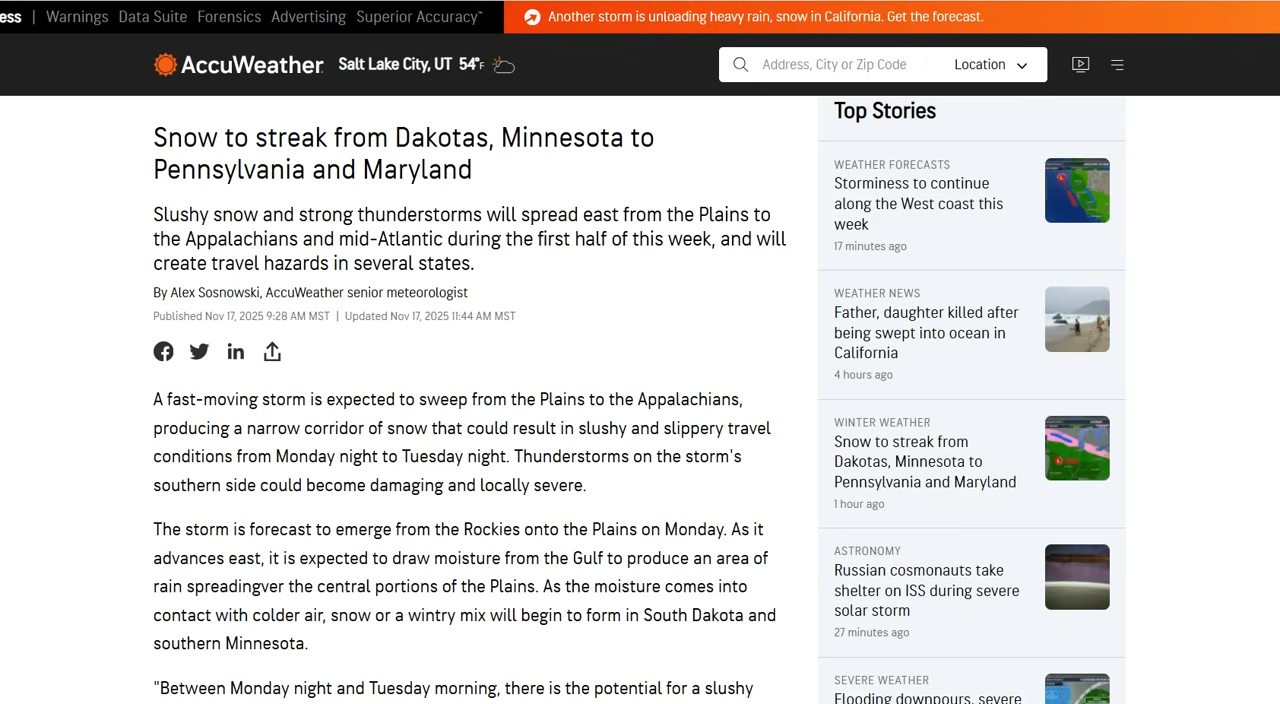 ess | Warnings Data Suite Forensics Advertising Superior Accuracy™
Another storm is unloading heavy rain, snow in California. Get the forecast.
AccuWeather Salt Lake City, UT 54°F
Address, City or Zip Code Location
Snow to streak from Dakotas, Minnesota to
Pennsylvania and Maryland
Slushy snow and strong thunderstorms will spread east from the Plains to
the Appalachians and mid-Atlantic during the first half of this week, and will
create travel hazards in several states.
By Alex Sosnowski, AccuWeather senior meteorologist
Published Nov 17, 2025 9:28 AM MST | Updated Nov 17, 2025 11:44 AM MST
A fast-moving storm is expected to sweep from the Plains to the Appalachians,
producing a narrow corridor of snow that could result in slushy and slippery travel
conditions from Monday night to Tuesday night. Thunderstorms on the storm's
southern side could become damaging and locally severe.
The storm is forecast to emerge from the Rockies onto the Plains on Monday. As it
advances east, it is expected to draw moisture from the Gulf to produce an area of
rain spreadingver the central portions of the Plains. As the moisture comes into
contact with colder air, snow or a wintry mix will begin to form in South Dakota and
southern Minnesota.
"Between Monday night and Tuesday morning, there is the potential for a slushy
Top Stories
WEATHER FORECASTS
Storminess to continue
along the West coast this
week
17 minutes ago
WEATHER NEWS
Father, daughter killed after
being swept into ocean in
California
4 hours ago
WINTER WEATHER
Snow to streak from
Dakotas, Minnesota to
Pennsylvania and Maryland
1 hour ago
ASTRONOMY
Russian cosmonauts take
shelter on ISS during severe
solar storm
27 minutes ago
SEVERE WEATHER
Flooding downpours, severe